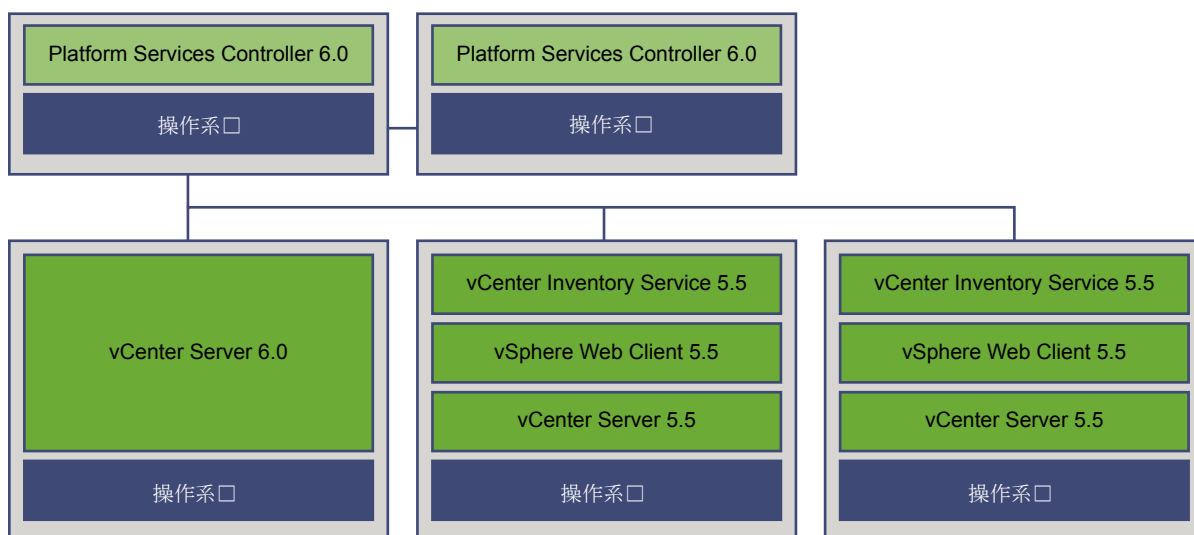 Platform Services Controller 6.0
Platform Services Controller 6.0
操作系□
操作系□
vCenter Server 6.0
操作系□
vCenter Inventory Service 5.5
vSphere Web Client 5.5
vCenter Server 5.5
操作系□
vCenter Inventory Service 5.5
vSphere Web Client 5.5
vCenter Server 5.5
操作系□